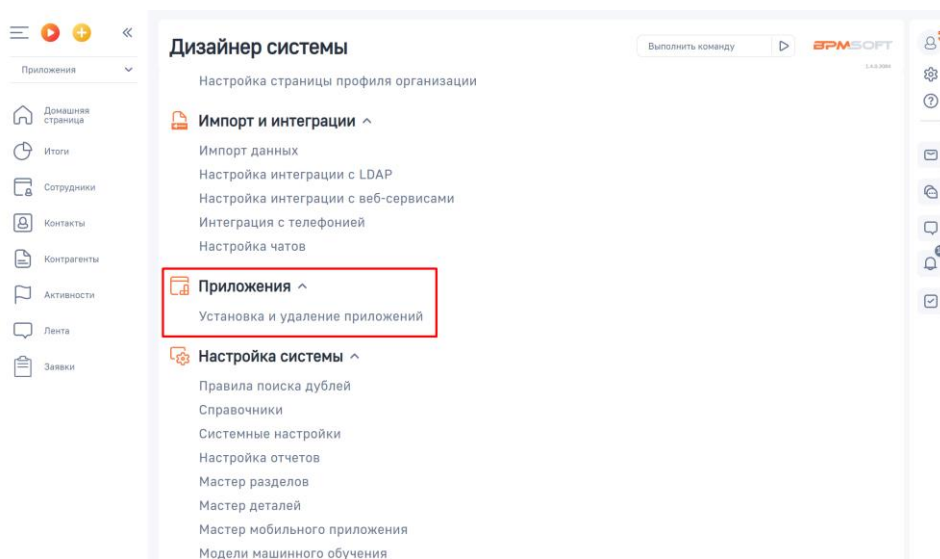 Приложения
Домашняя
страница
Итоги
Сотрудники
Контакты
Контрагенты
Активности
Лента
Заявки
Дизайнер системы
Выполнить команду
BPMSOFT
Настройка страницы профиля организации
Импорт и интеграции
Импорт данных
Настройка интеграции с LDAP
Настройка интеграции с веб-сервисами
Интеграция с телефонией
Настройка чатов
Приложения
Установка и удаление приложений
Настройка системы
Правила поиска дублей
Справочники
Системные настройки
Настройка отчетов
Мастер разделов
Мастер деталей
Мастер мобильного приложения
Модели машинного обучения